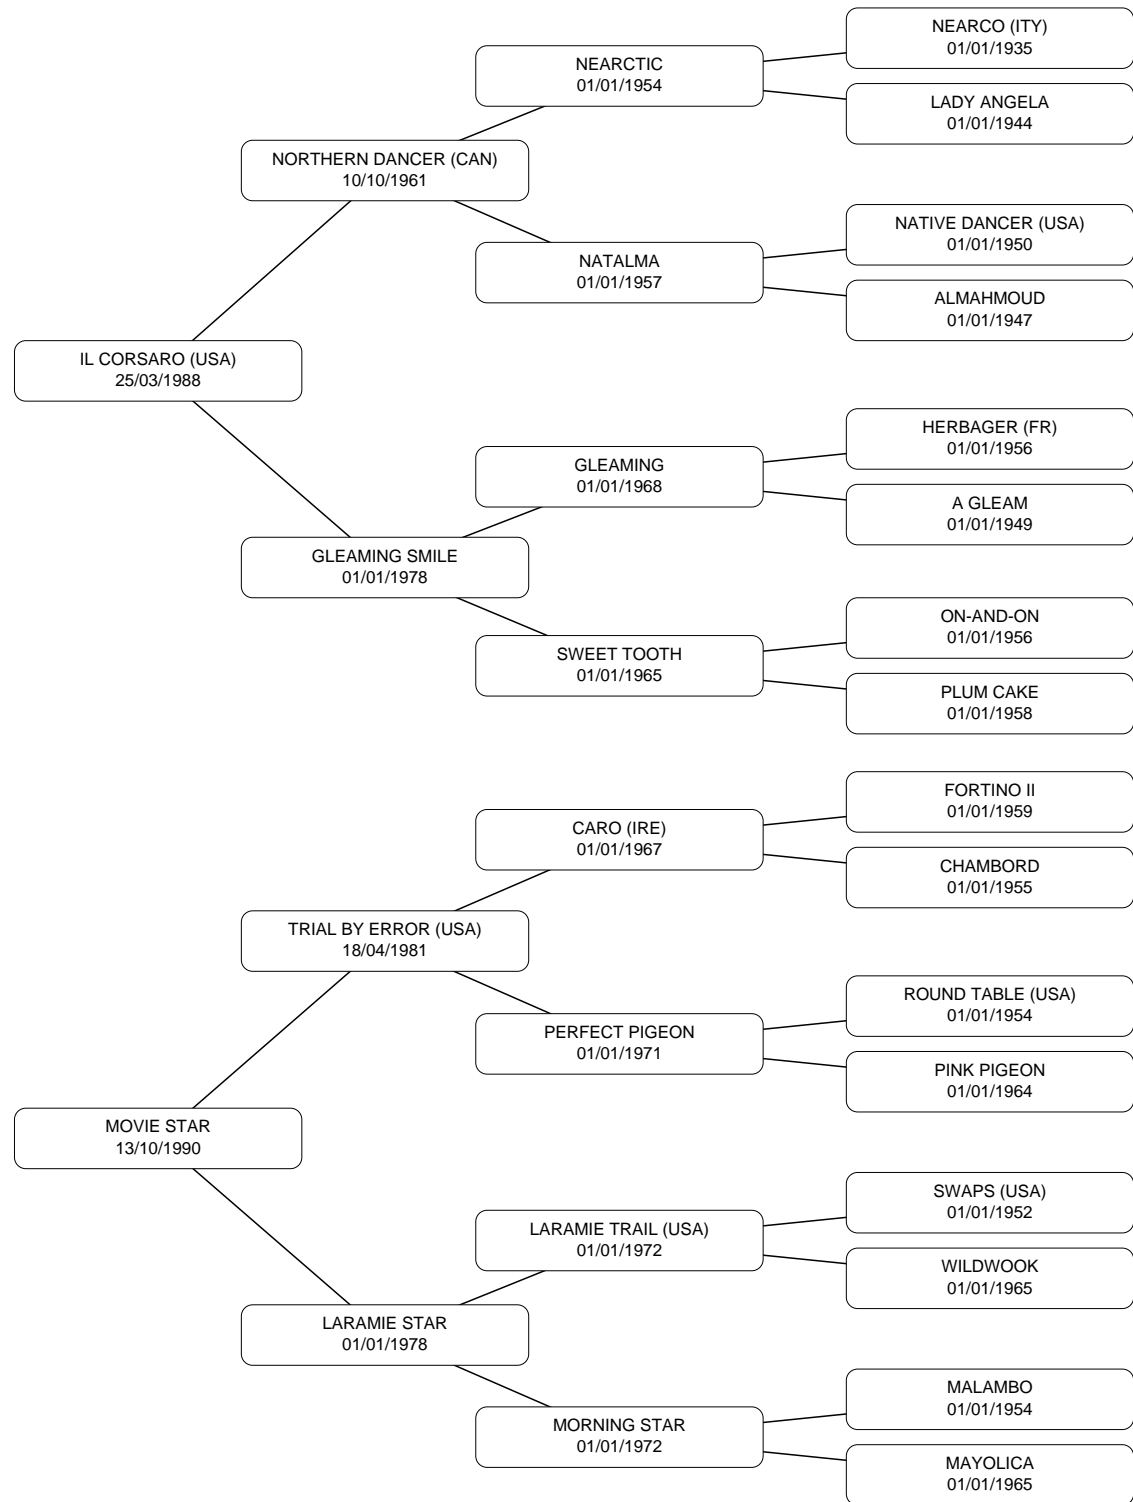 NEARCO (ITY)
01/01/1935
NEARCTIC
01/01/1954
LADY ANGELA
01/01/1944
NORTHERN DANCER (CAN)
10/10/1961
NATIVE DANCER (USA)
01/01/1950
NATALMA
01/01/1957
ALMAHMOUD
01/01/1947
IL CORSARO (USA)
25/03/1988
HERBAGER (FR)
01/01/1956
GLEAMING
01/01/1968
A GLEAM
01/01/1949
GLEAMING SMILE
01/01/1978
ON-AND-ON
01/01/1956
SWEET TOOTH
01/01/1965
PLUM CAKE
01/01/1958
FORTINO II
01/01/1959
CARO (IRE)
01/01/1967
CHAMBORD
01/01/1955
TRIAL BY ERROR (USA)
18/04/1981
ROUND TABLE (USA)
01/01/1954
PERFECT PIGEON
01/01/1971
PINK PIGEON
01/01/1964
MOVIE STAR
13/10/1990
SWAPS (USA)
01/01/1952
LARAMIE TRAIL (USA)
01/01/1972
WILDWOOK
01/01/1965
LARAMIE STAR
01/01/1978
MALAMBO
01/01/1954
MORNING STAR
01/01/1972
MAYOLICA
01/01/1965